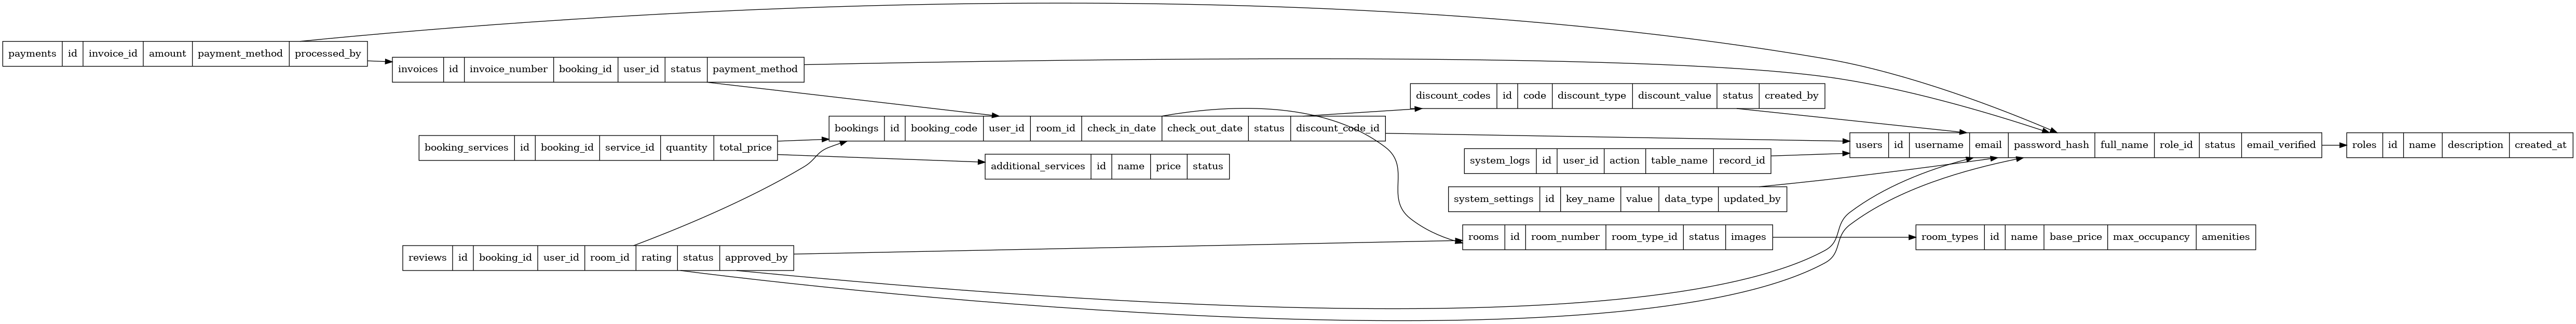 payments id invoice_id amount payment_method processed_by
invoices id invoice_number booking_id user_id status payment_method
discount_codes id code discount_type discount_value status created_by
bookings id booking_code user_id room_id check_in_date check_out_date status discount_code_id
booking_services id booking_id service_id quantity total_price
users id username email password_hash full_name role_id status email_verified
roles id name description created_at
additional_services id name price status
system_logs id user_id action table_name record_id
system_settings id key_name value data_type updated_by
rooms id room_number room_type_id status images
room_types id name base_price max_occupancy amenities
reviews id booking_id user_id room_id rating status approved_by